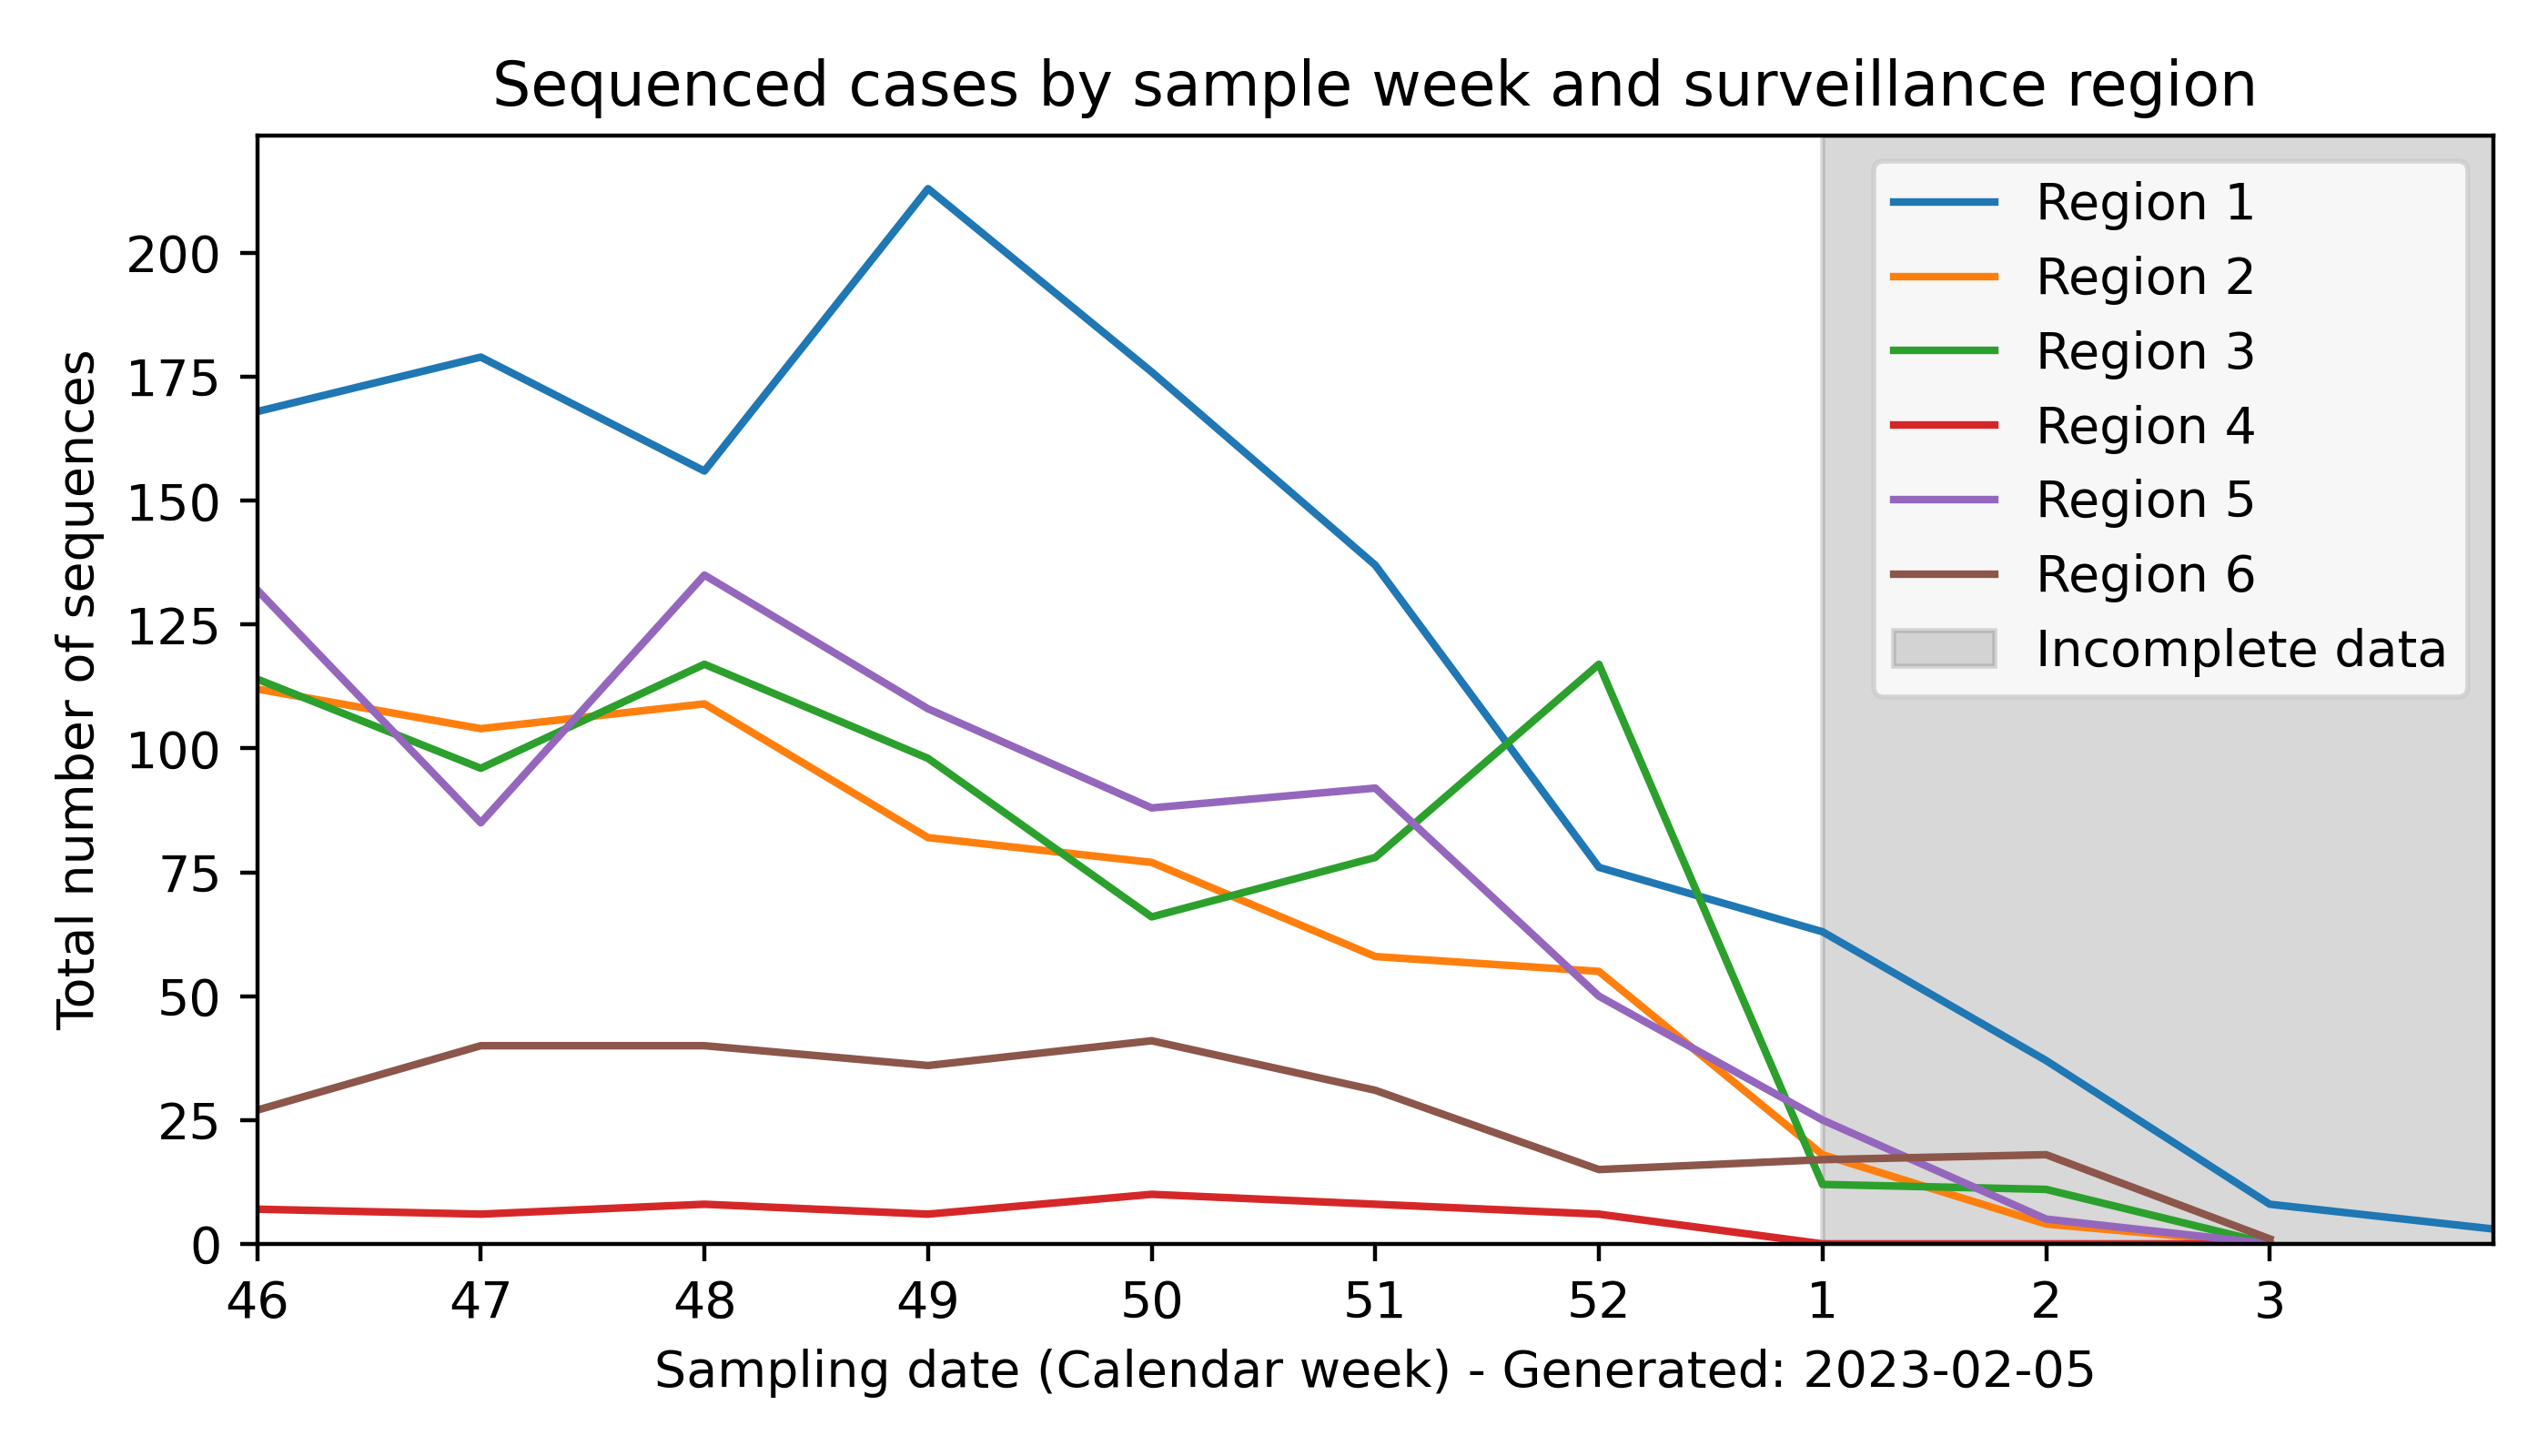 Sequenced cases by sample week and surveillance region
Total number of sequences
200
175
150
125
100
75
50
25
0
Region 1
Region 2
Region 3
Region 4
Region 5
Region 6
Incomplete data
46 47 48 49 50 51 52 1 2 3
Sampling date (Calendar week) - Generated: 2023-02-05